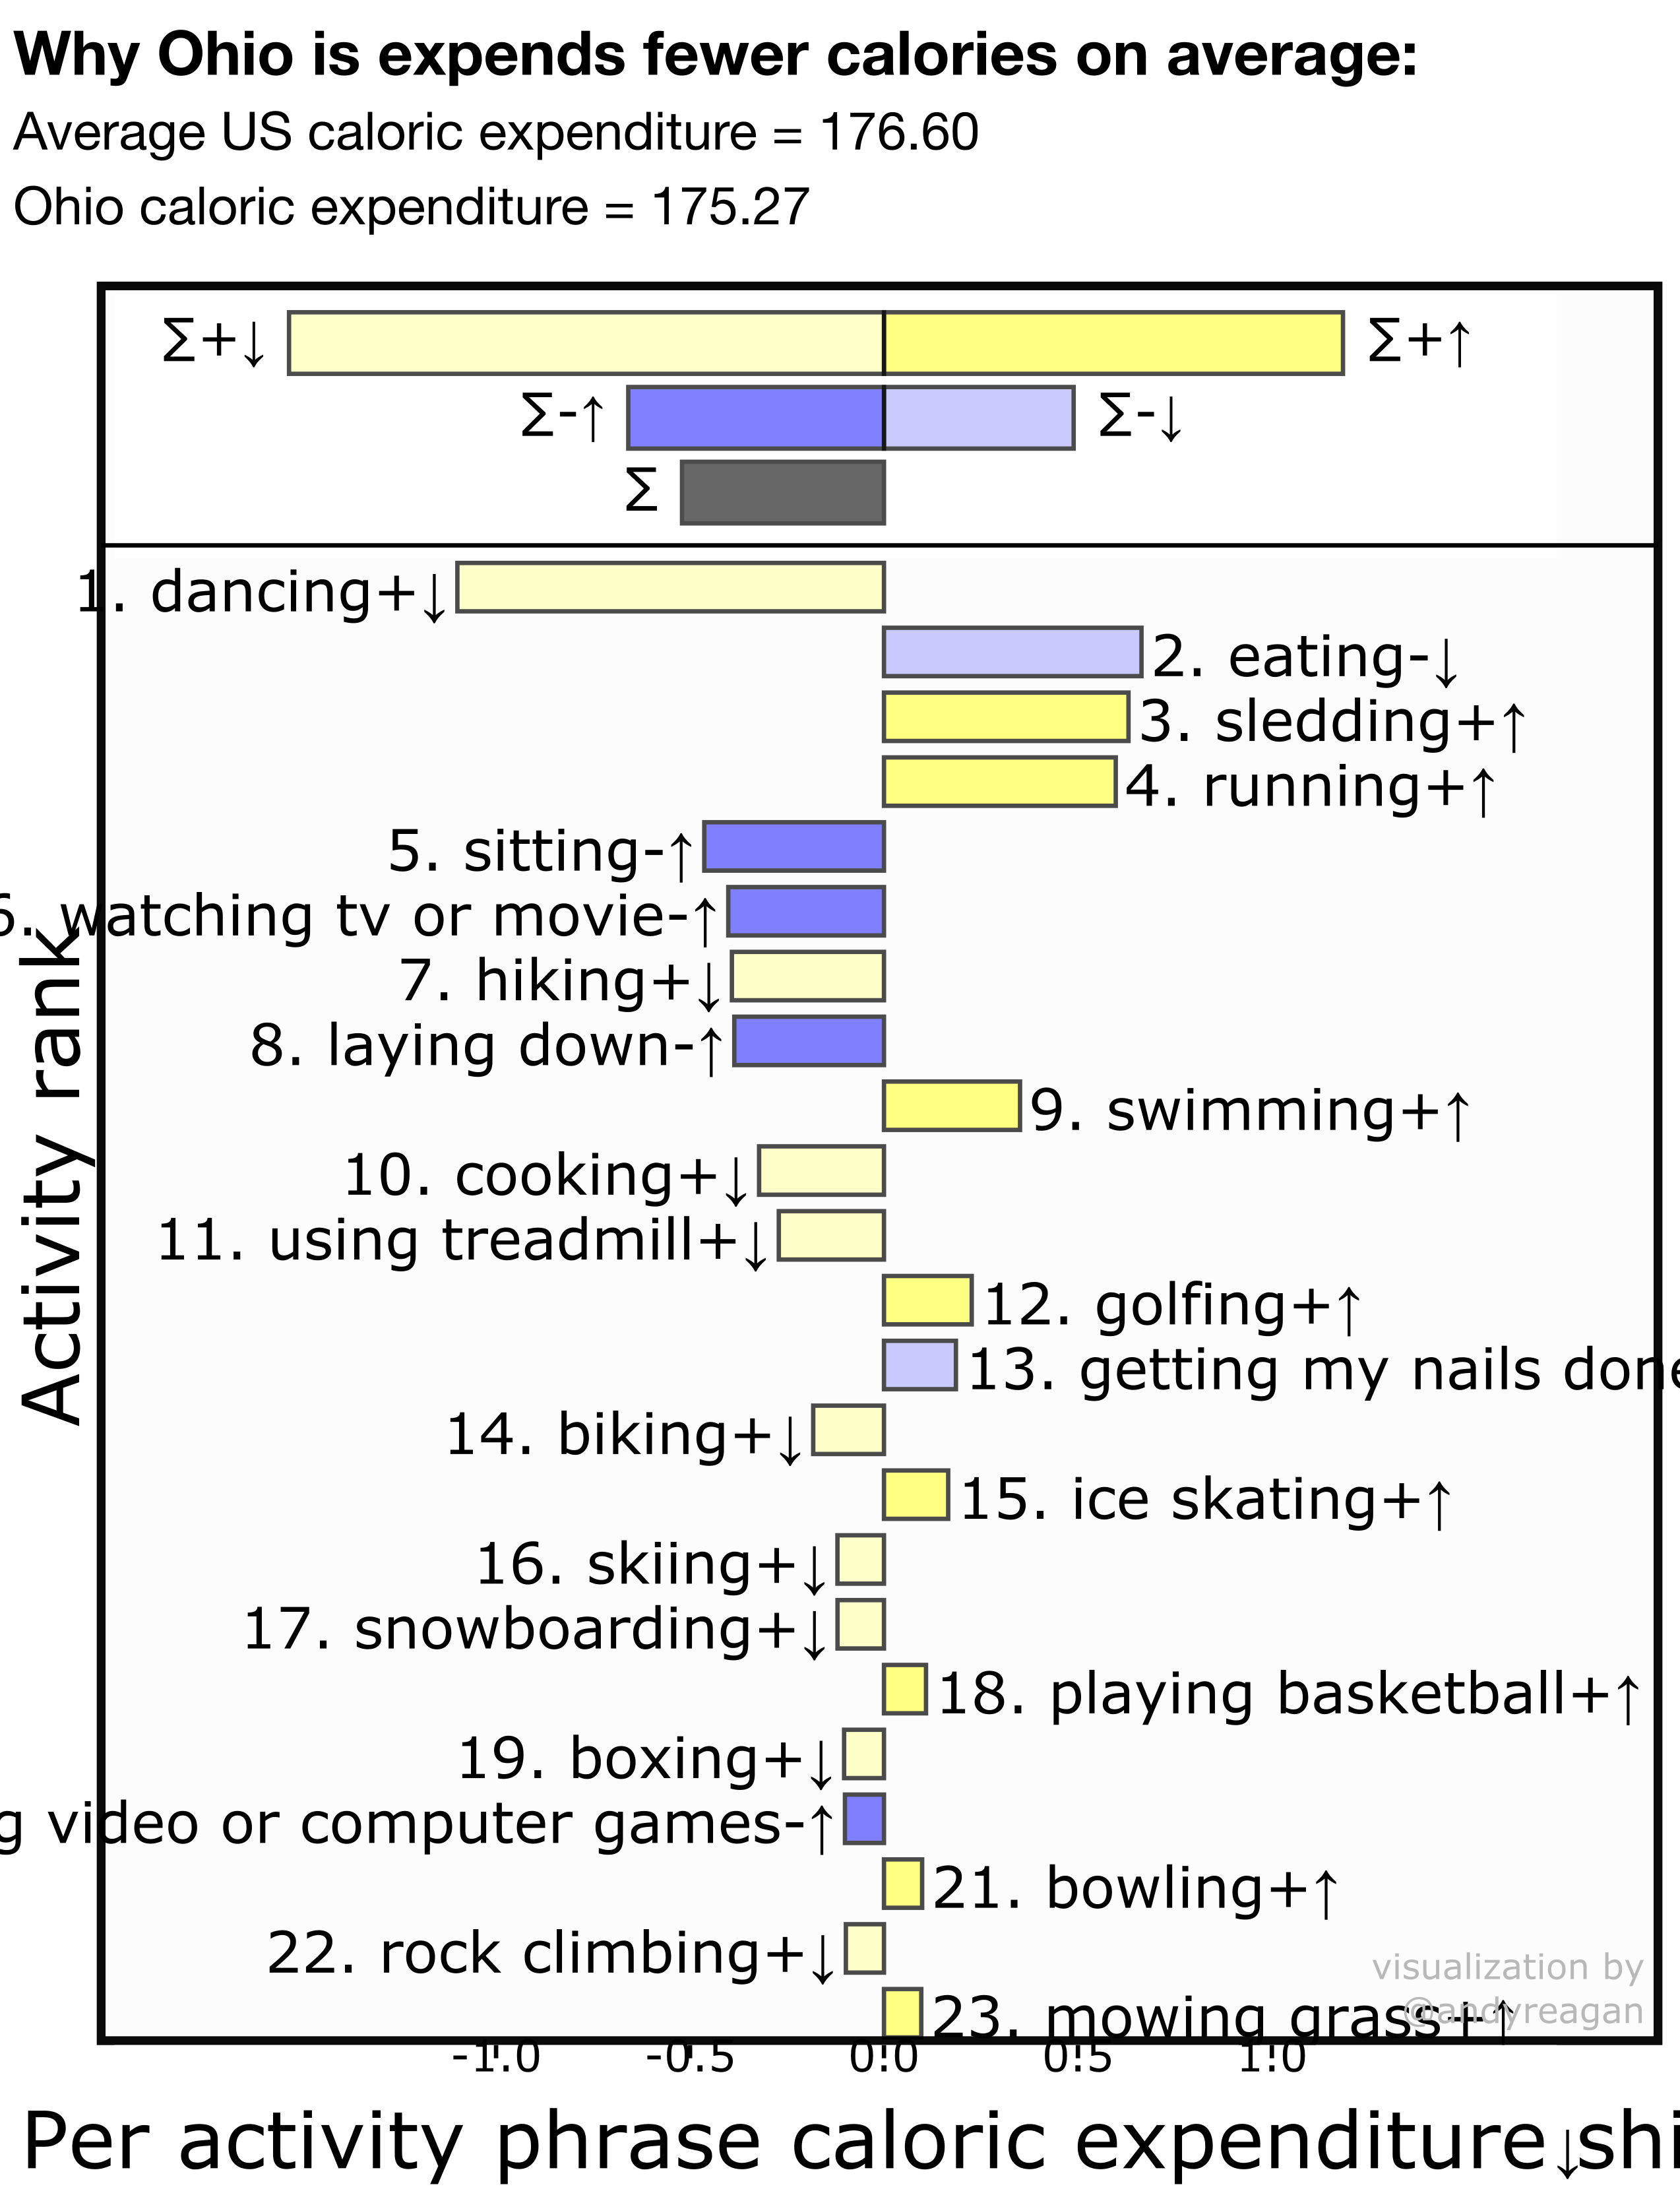 Why Ohio is expends fewer calories on average:
Average US caloric expenditure = 176.60
Ohio caloric expenditure = 175.27
∑+↓ ∑+↑
∑-↑ ∑-↓
∑
1. dancing+↓
2. eating-↓
3. sledding+↑
4. running+↑
5. sitting-↑
6. watching tv or movie-↑
7. hiking+↓
8. laying down-↑
9. swimming+↑
10. cooking+↓
11. using treadmill+↓
12. golfing+↑
13. getting my nails done
14. biking+↓
15. ice skating+↑
16. skiing+↓
17. snowboarding+↓
18. playing basketball+↑
19. boxing+↓
video or computer games-↑
21. bowling+↑
22. rock climbing+↓
23. mowing grass+↑
visualization by
@andyreagan
Activity rank
-1.0 -0.5 0.0 0.5 1.0
Per activity phrase caloric expenditure↓shi